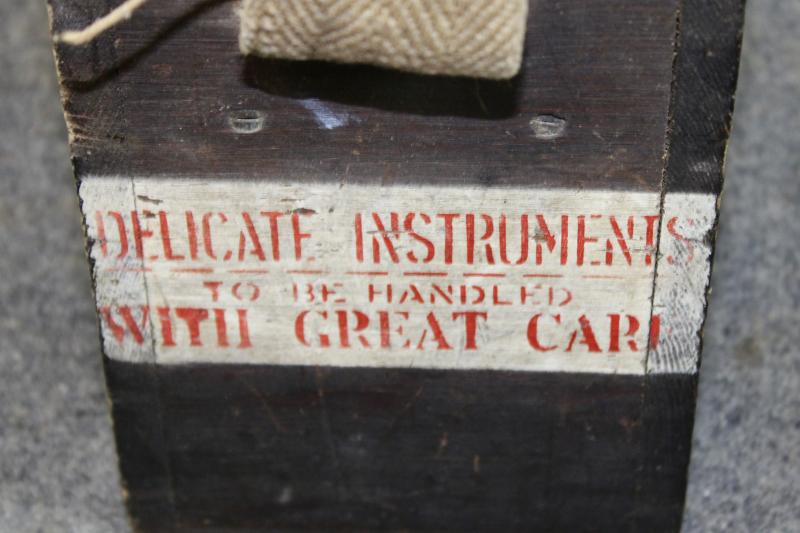 DELICATE INSTRUMENTS
TO BE HANDLED
WITH GREAT CARE